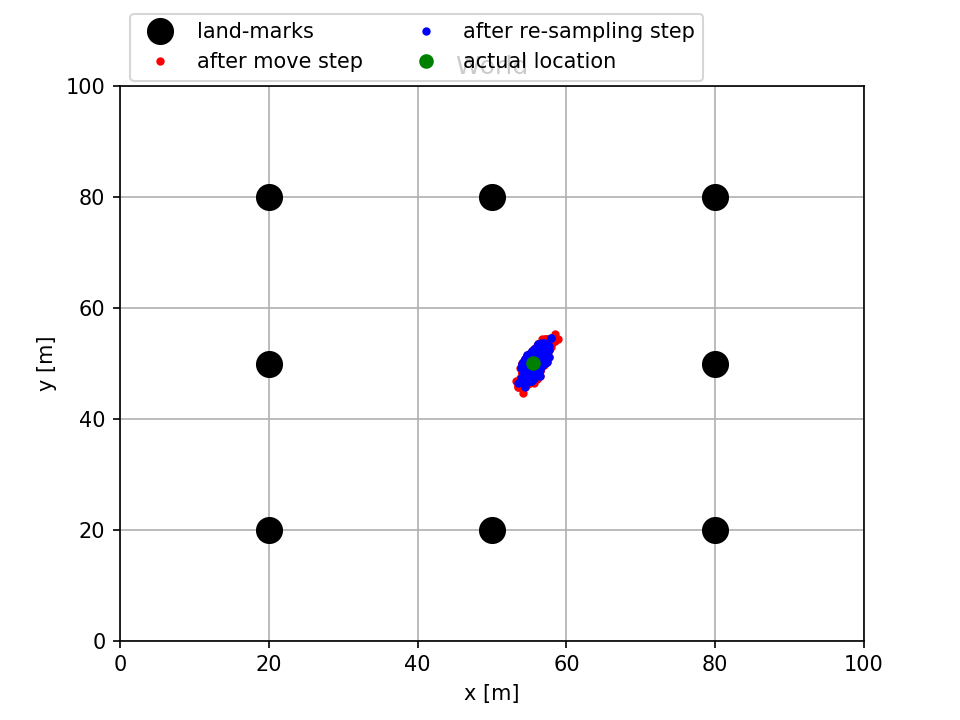 land-marks
after move step
after re-sampling step
actual location
World
100
80
60
40
20
0
y [m]
0 20 40 60 80 100
x [m]